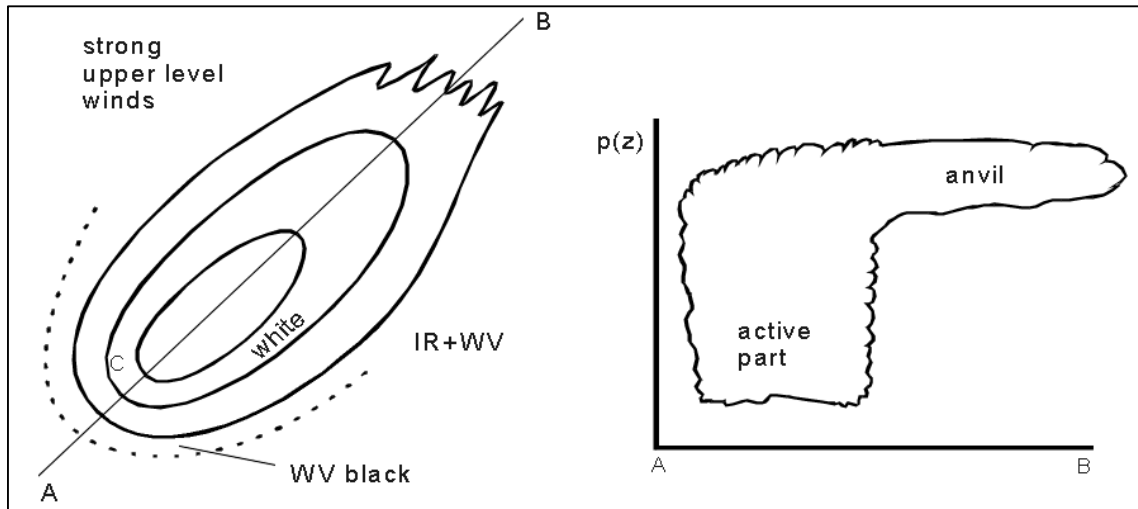 B
strong
upper level
winds
white
C
IR+WV
WV black
A
p(z)
anvil
active
part
A
B